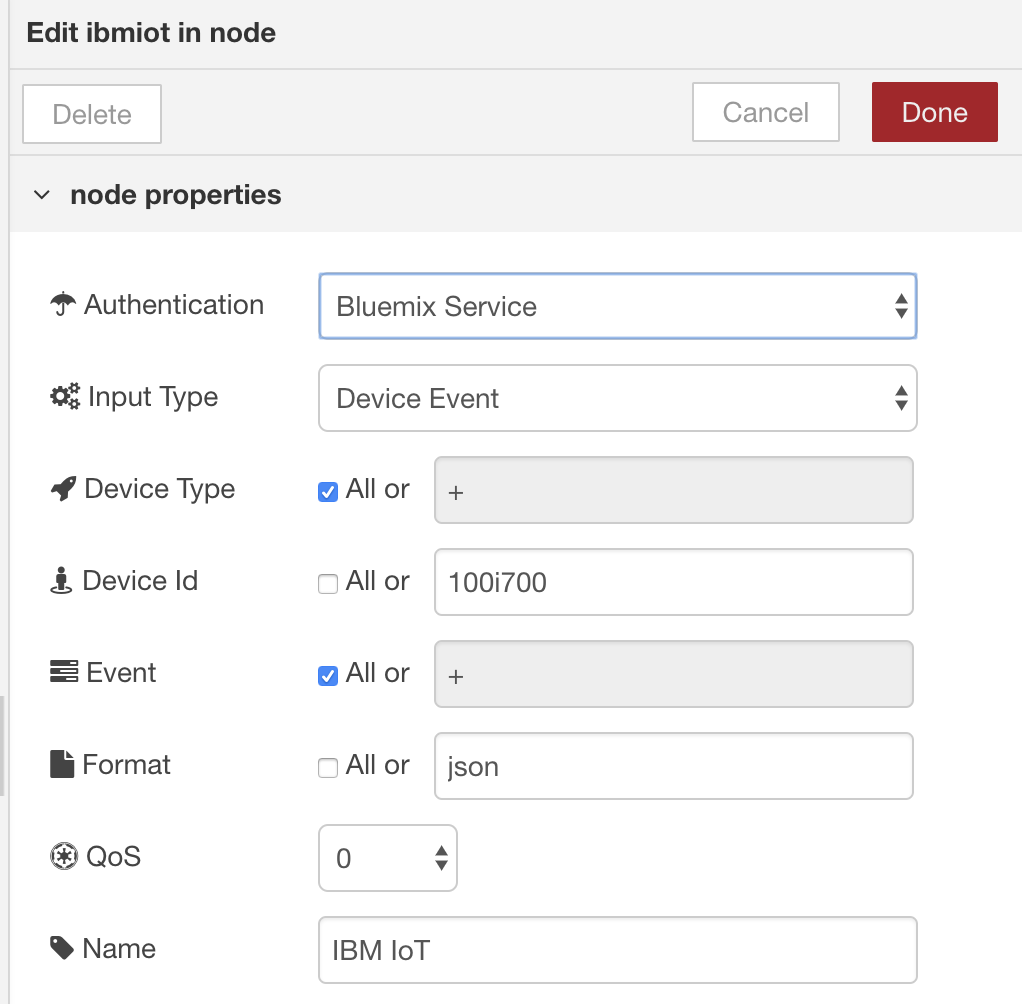 Edit ibmiot in node
Delete Cancel Done
node properties
Authentication Bluemix Service
Input Type Device Event
Device Type All or +
Device Id All or 100i700
Event All or +
Format All or json
QoS 0
Name IBM IoT